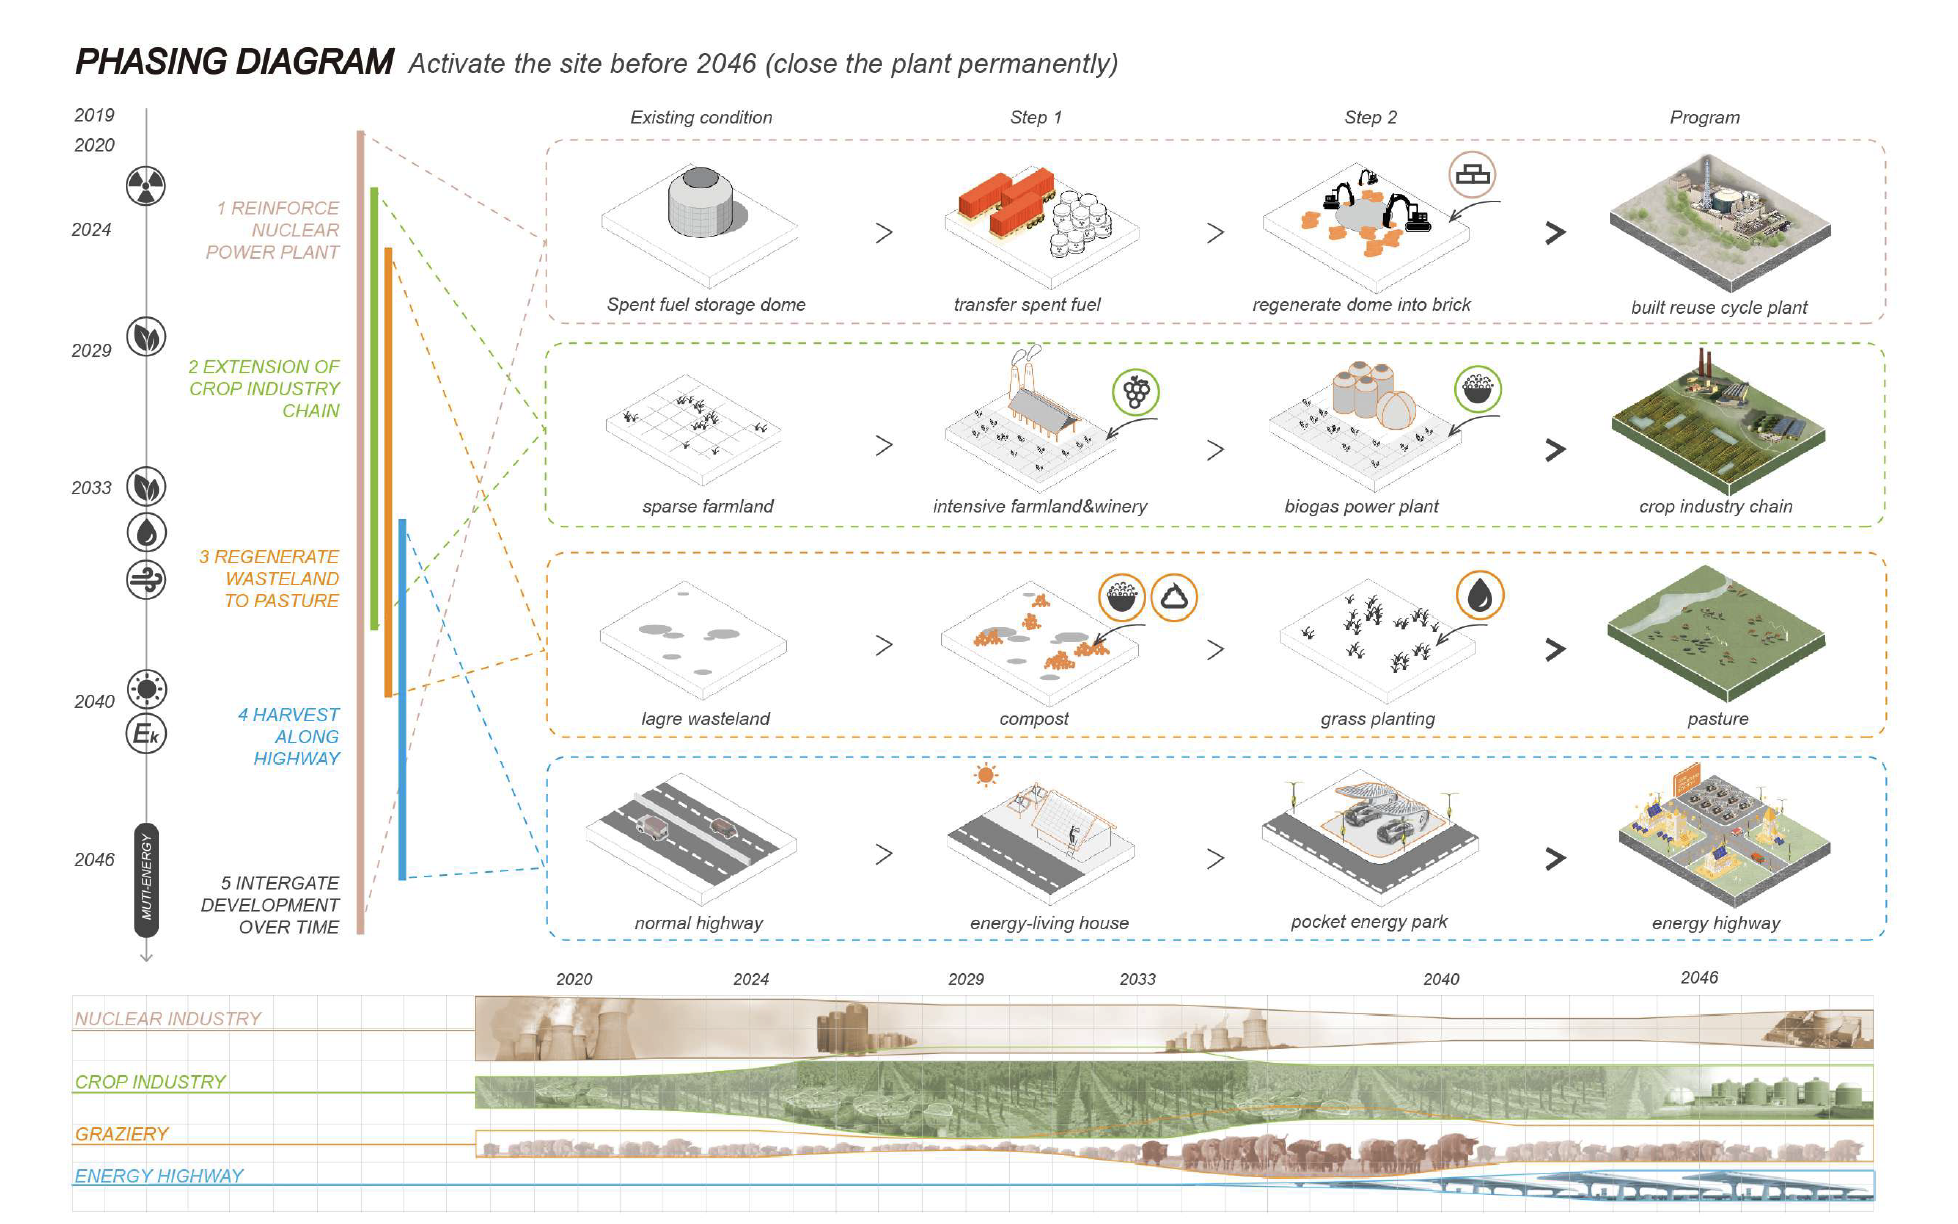 PHASING DIAGRAM Activate the site before 2046 (close the plant permanently)
2019
2020
2024
2029
2033
2040
Ek
2046
MUTI-ENERGY
1 REINFORCE
NUCLEAR
POWER PLANT
2 EXTENSION OF
CROP INDUSTRY
CHAIN
3 REGENERATE
WASTELAND
TO PASTURE
4 HARVEST
ALONG
HIGHWAY
5 INTERGATE
DEVELOPMENT
OVER TIME
Existing condition Step 1 Step 2 Program
Spent fuel storage dome transfer spent fuel regenerate dome into brick built reuse cycle plant
sparse farmland intensive farmland&winery biogas power plant crop industry chain
lagre wasteland compost grass planting pasture
normal highway energy-living house pocket energy park energy highway
2020 2024 2029 2033 2040 2046
NUCLEAR INDUSTRY
CROP INDUSTRY
GRAZIERY
ENERGY HIGHWAY